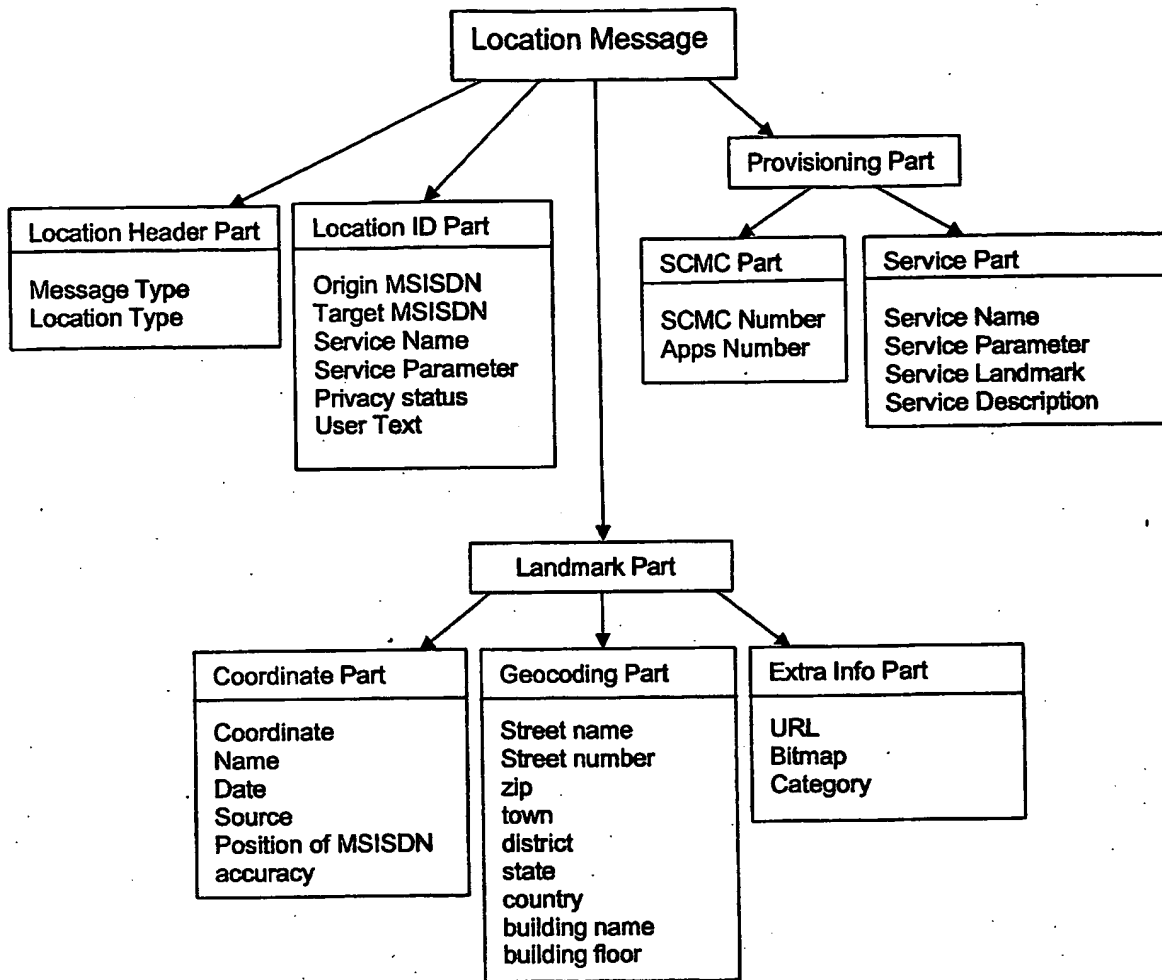 Location Message
Provisioning Part
Location Header Part
Message Type
Location Type
Location ID Part
Origin MSISDN
Target MSISDN
Service Name
Service Parameter
Privacy status
User Text
SCMC Part
SCMC Number
Apps Number
Service Part
Service Name
Service Parameter
Service Landmark
Service Description
Landmark Part
Coordinate Part
Coordinate
Name
Date
Source
Position of MSISDN
accuracy
Geocoding Part
Street name
Street number
zip
town
district
state
country
building name
building floor
Extra Info Part
URL
Bitmap
Category